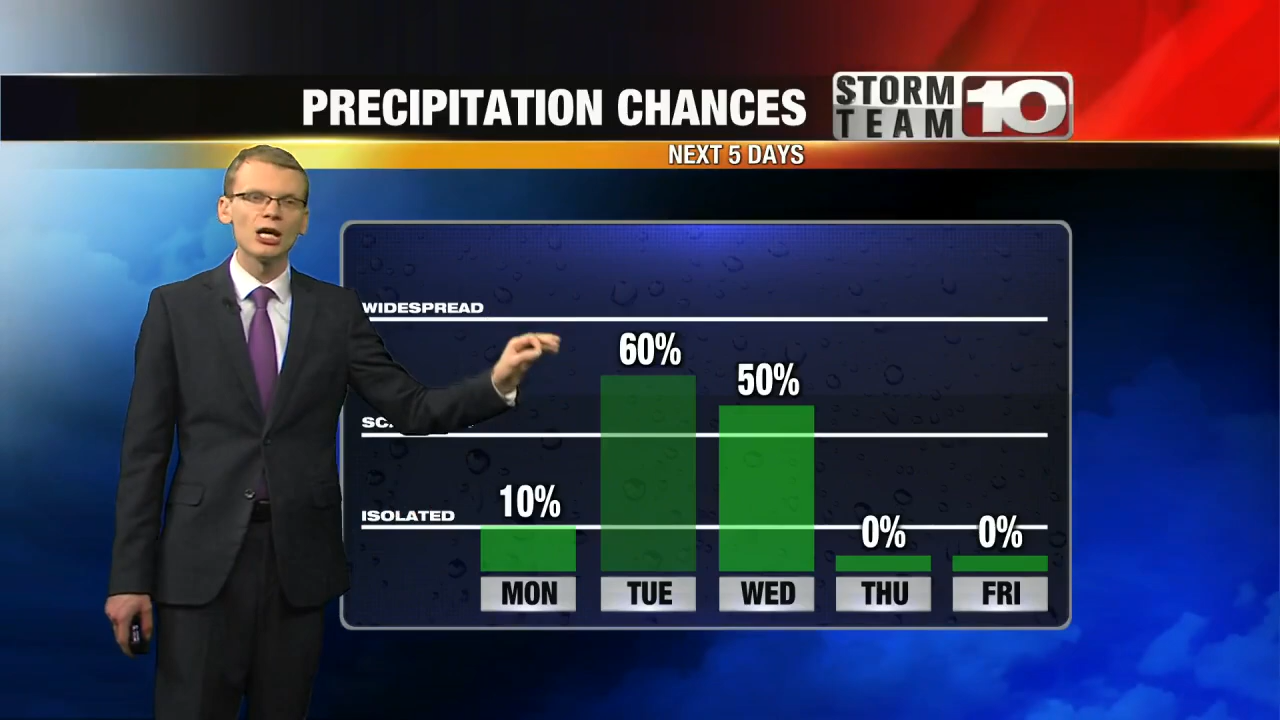 PRECIPITATION CHANCES
STORM
TEAM
10
NEXT 5 DAYS
WIDESPREAD
60%
50%
10%
ISOLATED
0%
0%
MON
TUE
WED
THU
FRI